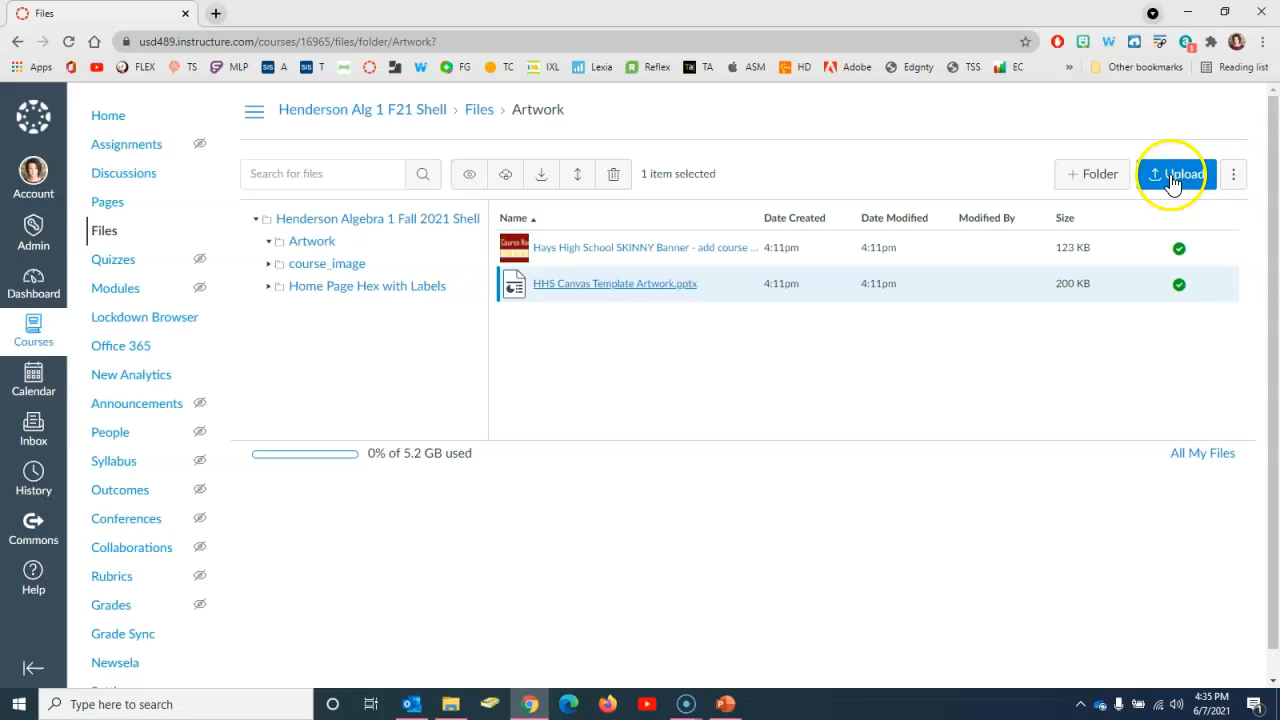 Files
usd489.instructure.com/courses/16965/files/folder/Artwork?
Apps FLEX TS MLP SIS A SIS T WL FG TC IXL Lexia Reflex TA ASM HD Adobe Edgnty TSS EC » Other bookmarks Reading list
Account
Admin
Dashboard
Courses
Calendar
Inbox
History
Commons
Help
Home
Assignments
Discussions
Pages
Files
Quizzes
Modules
Lockdown Browser
Office 365
New Analytics
Announcements
People
Syllabus
Outcomes
Conferences
Collaborations
Rubrics
Grades
Grade Sync
Newsela
Henderson Alg 1 F21 Shell › Files › Artwork
Search for files
1 item selected
+ Folder
Upload
Henderson Algebra 1 Fall 2021 Shell
Artwork
course_image
Home Page Hex with Labels
Name Date Created Date Modified Modified By Size
Hays High School SKINNY Banner - add course ... 4:11pm 4:11pm 123 KB
HHS Canvas Template Artwork.pptx 4:11pm 4:11pm 200 KB
0% of 5.2 GB used
All My Files
Type here to search
4:35 PM
6/7/2021